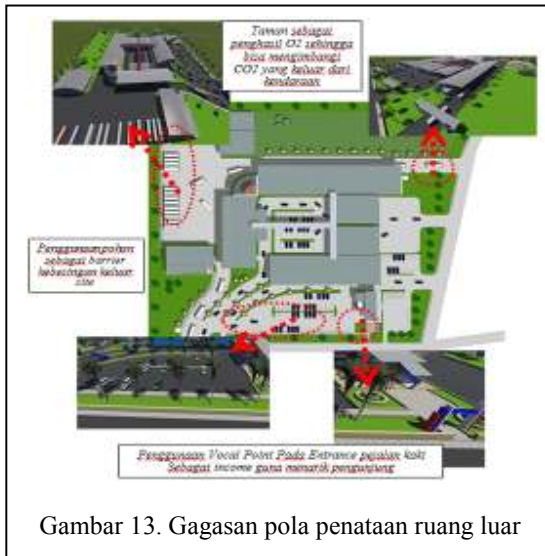 Taman sebagai
penghasil O2 sehingga
bisa mengimbangi
CO2 yang keluar dari
kendaraan
Penggunaan pohon
sebagai barrier
kebisingan keluar
site
Penggunaan Vocal Point Pada Entrance pejalan kaki
Sebagai income guna menarik pengunjung
Gambar 13. Gagasan pola penataan ruang luar